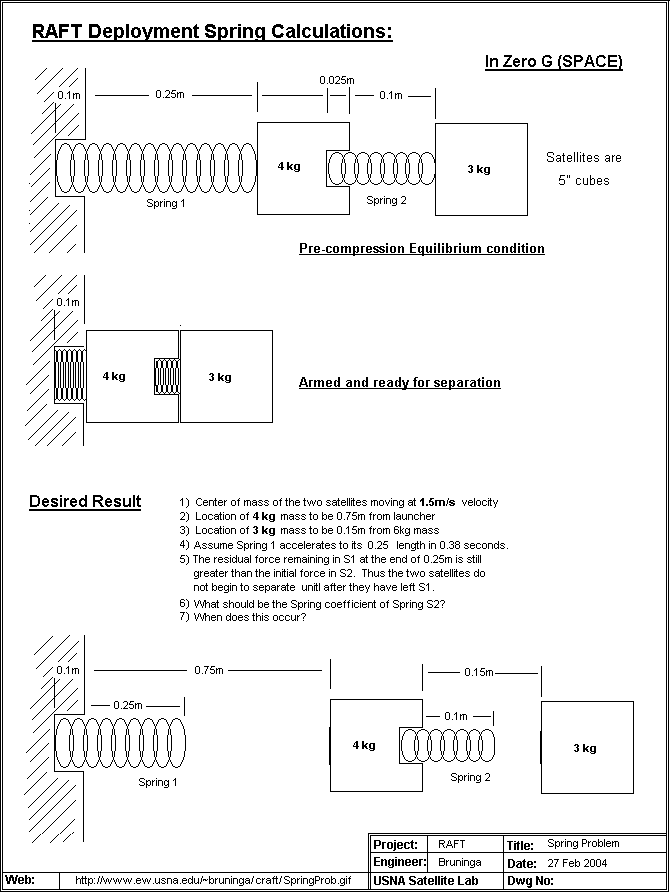 RAFT Deployment Spring Calculations:
In Zero G (SPACE)
0.025m
0.1m
0.25m
0.1m
4 kg
3 kg
Satellites are
5" cubes
Spring 1
Spring 2
Pre-compression Equilibrium condition
0.1m
4 kg
3 kg
Armed and ready for separation
Desired Result
1) Center of mass of the two satellites moving at 1.5m/s velocity
2) Location of 4 kg mass to be 0.75m from launcher
3) Location of 3 kg mass to be 0.15m from 6kg mass
4) Assume Spring 1 accelerates to its 0.25 length in 0.38 seconds.
5) The residual force remaining in S1 at the end of 0.25m is still
greater than the initial force in S2. Thus the two satellites do
not begin to separate unitl after they have left S1.
6) What should be the Spring coefficient of Spring S2?
7) When does this occur?
0.1m
0.75m
0.15m
0.25m
0.1m
4 kg
3 kg
Spring 1
Spring 2
Project: RAFT
Title: Spring Problem
Engineer: Bruninga
Date: 27 Feb 2004
Web: http://www.ew.usna.edu/~bruninga/craft/SpringProb.gif
USNA Satellite Lab
Dwg No: